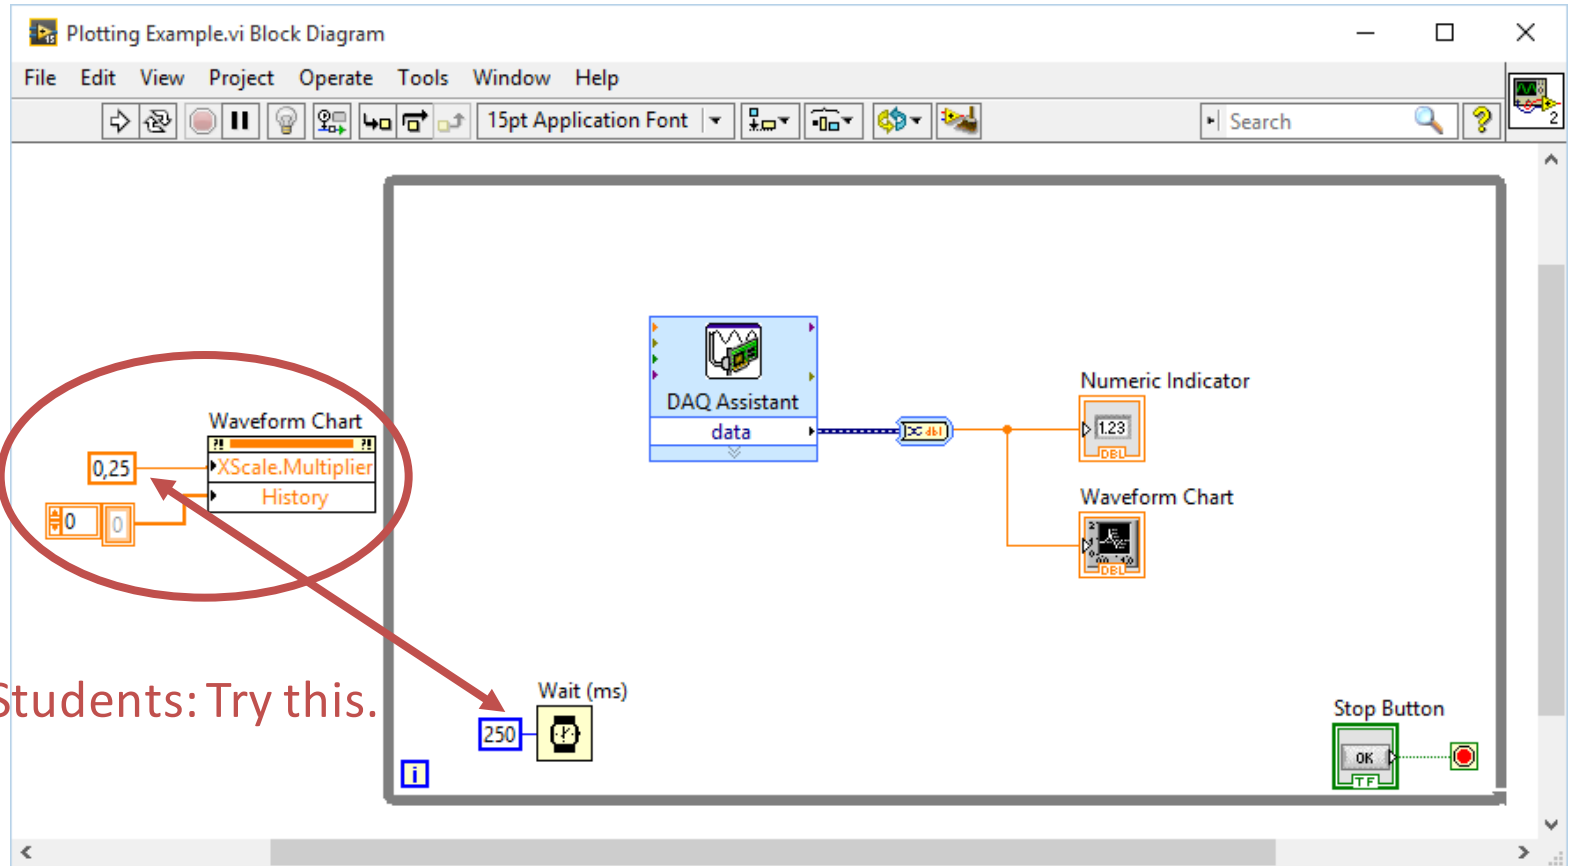 Plotting Example.vi Block Diagram
File Edit View Project Operate Tools Window Help
15pt Application Font
Search
2
Waveform Chart
0,25
XScale.Multiplier
History
0
0
DAQ Assistant
data
dbl
Numeric Indicator
1.23
DBL
Waveform Chart
DBL
Students: Try this.
Wait (ms)
250
i
Stop Button
OK
TF